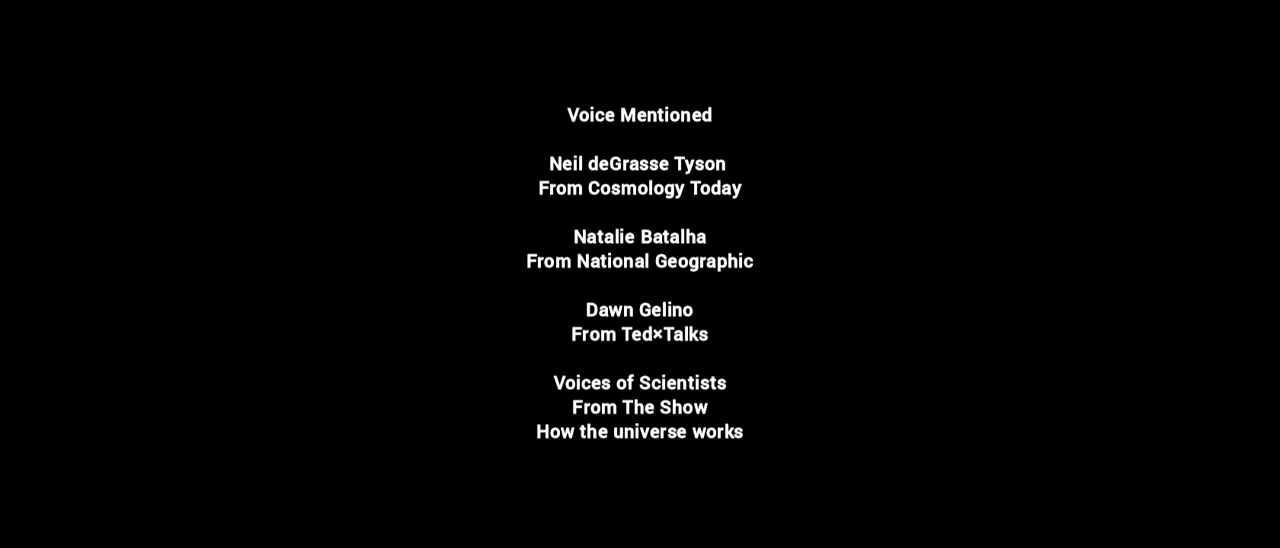 Voice Mentioned
Neil deGrasse Tyson
From Cosmology Today
Natalie Batalha
From National Geographic
Dawn Gelino
From Ted×Talks
Voices of Scientists
From The Show
How the universe works